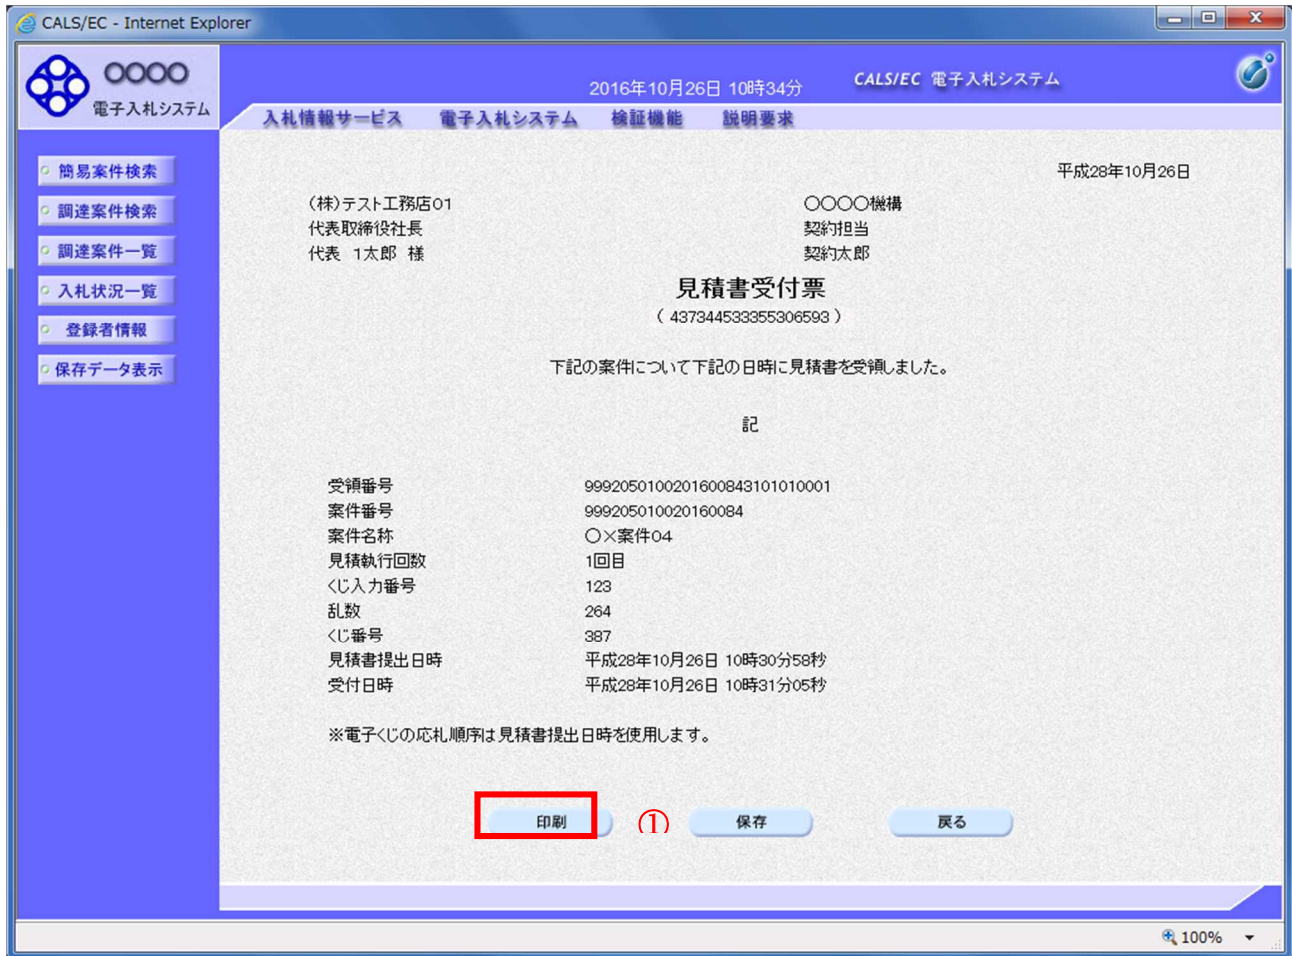 CALS/EC - Internet Explorer
〇〇〇〇
電子入札システム
2016年10月26日 10時34分
CALS/EC 電子入札システム
入札情報サービス 電子入札システム 検証機能 説明要求
簡易案件検索
調達案件検索
調達案件一覧
入札状況一覧
登録者情報
保存データ表示
平成28年10月26日
(株)テスト工務店01 〇〇〇〇機構
代表取締役社長 契約担当
代表 1太郎 様 契約太郎
見積書受付票
( 437344533355306593 )
下記の案件について下記の日時に見積書を受領しました。
記
受領番号 99920501002016008431010​10001
案件番号 999205010020160084
案件名称 〇×案件04
見積執行回数 1回目
くじ入力番号 123
乱数 264
くじ番号 387
見積書提出日時 平成28年10月26日 10時30分58秒
受付日時 平成28年10月26日 10時31分05秒
※電子くじの応札順序は見積書提出日時を使用します。
印刷 ① 保存 戻る
100%